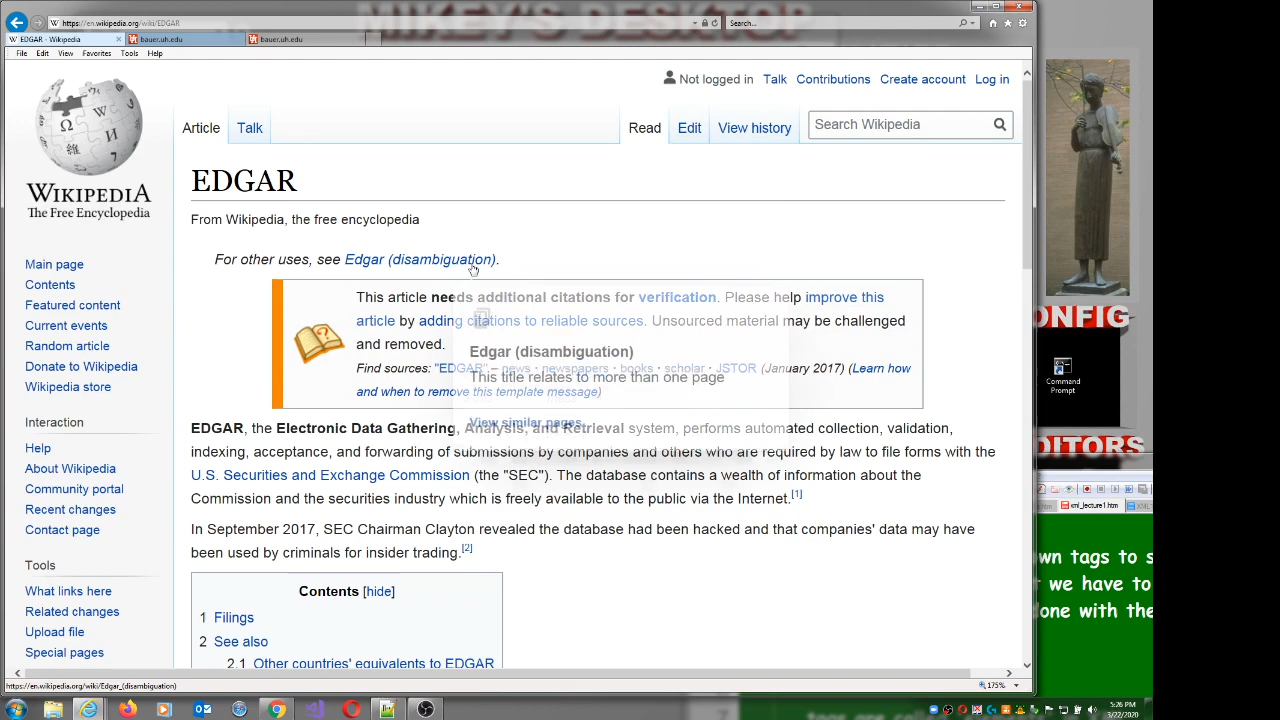 MIKEY'S DESKTOP
https://en.wikipedia.org/wiki/EDGAR
Search...
EDGAR - Wikipedia
bauer.uh.edu
bauer.uh.edu
File Edit View Favorites Tools Help
Not logged in Talk Contributions Create account Log in
Article Talk Read Edit View history Search Wikipedia
WIKIPEDIA
The Free Encyclopedia
EDGAR
From Wikipedia, the free encyclopedia
For other uses, see Edgar (disambiguation).
This article needs additional citations for verification. Please help improve this
article by adding citations to reliable sources. Unsourced material may be challenged
and removed.
Find sources: "EDGAR" – news · newspapers · books · scholar · JSTOR (January 2017) (Learn how
and when to remove this template message)
Edgar (disambiguation)
This title relates to more than one page
View similar pages
EDGAR, the Electronic Data Gathering, Analysis, and Retrieval system, performs automated collection, validation,
indexing, acceptance, and forwarding of submissions by companies and others who are required by law to file forms with the
U.S. Securities and Exchange Commission (the "SEC"). The database contains a wealth of information about the
Commission and the securities industry which is freely available to the public via the Internet.[1]
In September 2017, SEC Chairman Clayton revealed the database had been hacked and that companies' data may have
been used by criminals for insider trading.[2]
Contents [hide]
1 Filings
2 See also
2.1 Other countries' equivalents to EDGAR
Main page
Contents
Featured content
Current events
Random article
Donate to Wikipedia
Wikipedia store
Interaction
Help
About Wikipedia
Community portal
Recent changes
Contact page
Tools
What links here
Related changes
Upload file
Special pages
ONFIG
Command
Prompt
EDITORS
xml_lecture1.htm
own tags to s
t we have to
done with the
https://en.wikipedia.org/wiki/Edgar_(disambiguation)
175%
5:26 PM
3/22/2020